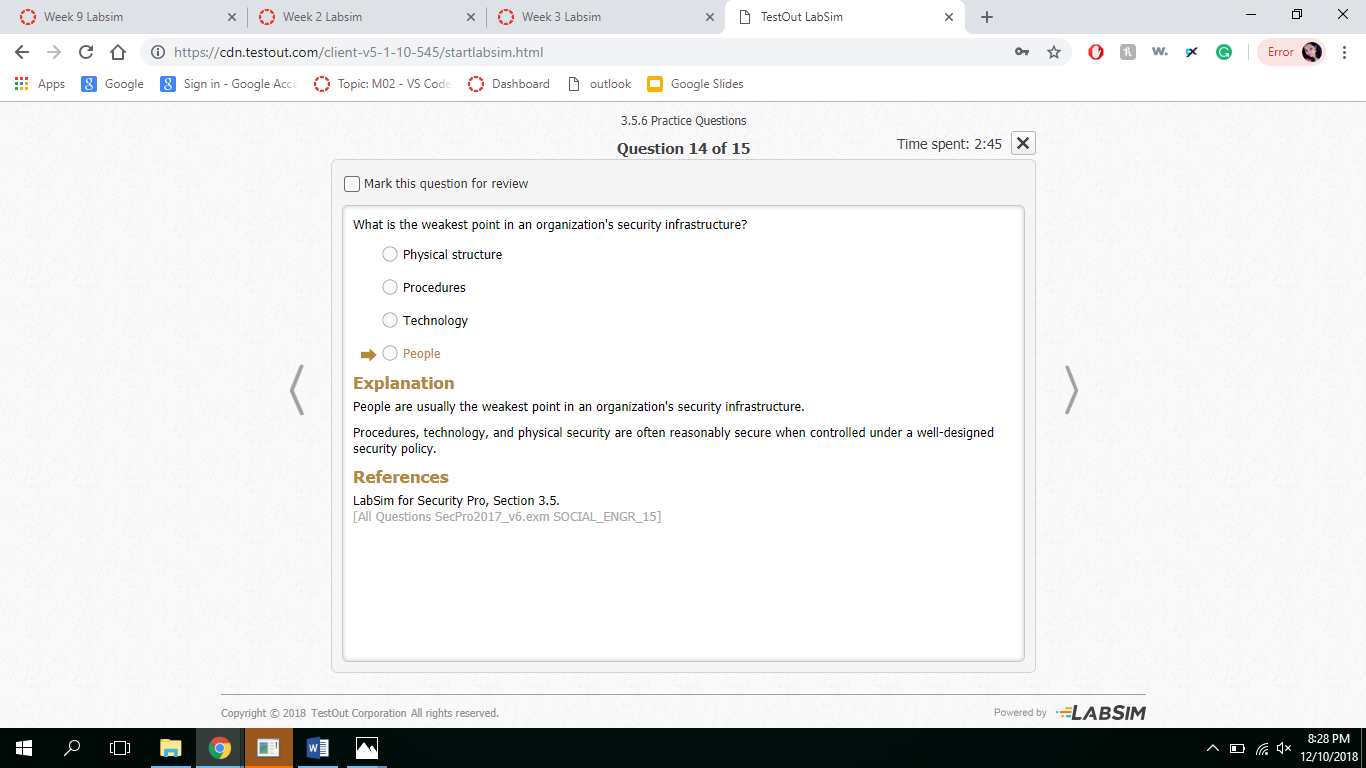 Week 9 Labsim
Week 2 Labsim
Week 3 Labsim
TestOut LabSim
https://cdn.testout.com/client-v5-1-10-545/startlabsim.html
Error
Apps
Google
Sign in - Google Acco
Topic: M02 - VS Code
Dashboard
outlook
Google Slides
3.5.6 Practice Questions
Question 14 of 15
Time spent: 2:45
Mark this question for review
What is the weakest point in an organization's security infrastructure?
Physical structure
Procedures
Technology
People
Explanation
People are usually the weakest point in an organization's security infrastructure.
Procedures, technology, and physical security are often reasonably secure when controlled under a well-designed
security policy.
References
LabSim for Security Pro, Section 3.5.
[All Questions SecPro2017_v6.exm SOCIAL_ENGR_15]
Copyright © 2018 TestOut Corporation All rights reserved.
Powered by LABSIM
8:28 PM
12/10/2018